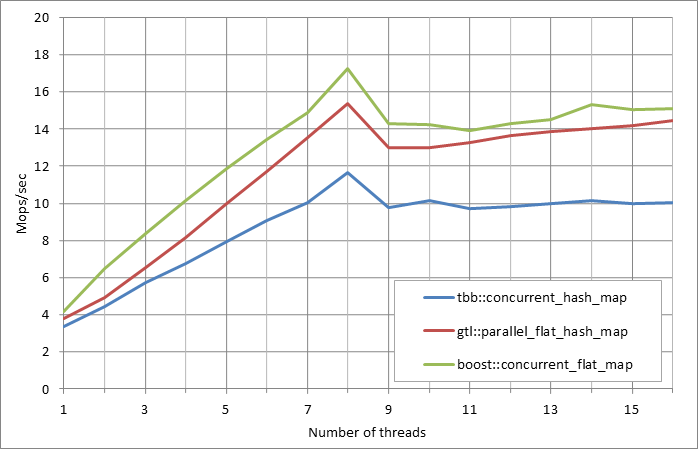 20
18
16
14
12
10
8
6
4
2
0
Mops/sec
1 3 5 7 9 11 13 15
Number of threads
tbb::concurrent_hash_map
gtl::parallel_flat_hash_map
boost::concurrent_flat_map